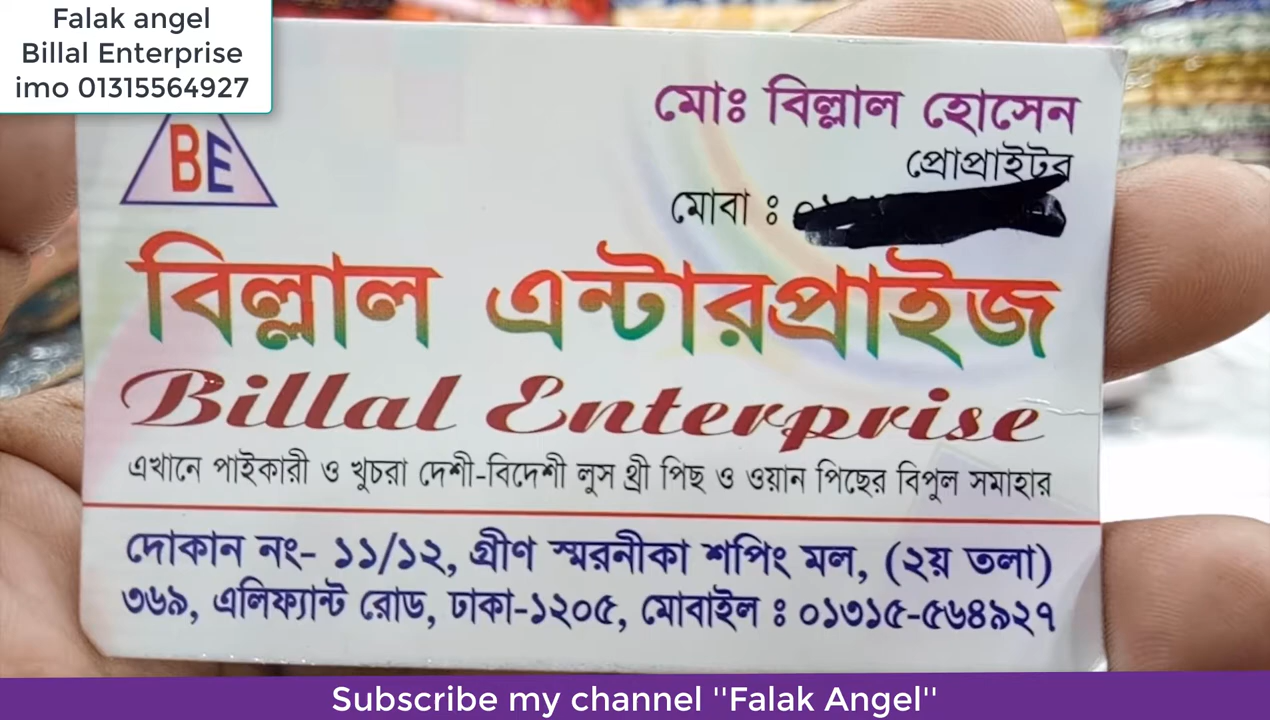 Falak angel
Billal Enterprise
imo 01315564927
BE
মোঃ বিল্লাল হোসেন
প্রোপ্রাইটর
মোবা ঃ
বিল্লাল এন্টারপ্রাইজ
Billal Enterprise
এখানে পাইকারী ও খুচরা দেশী-বিদেশী লুস থ্রী পিছ ও ওয়ান পিছের বিপুল সমাহার
দোকান নং- ১১/১২, গ্রীণ স্মরনীকা শপিং মল, (২য় তলা)
৩৬৯, এলিফ্যান্ট রোড, ঢাকা-১২০৫, মোবাইল ঃ ০১৩১৫-৫৬৪৯২৭
Subscribe my channel ''Falak Angel''